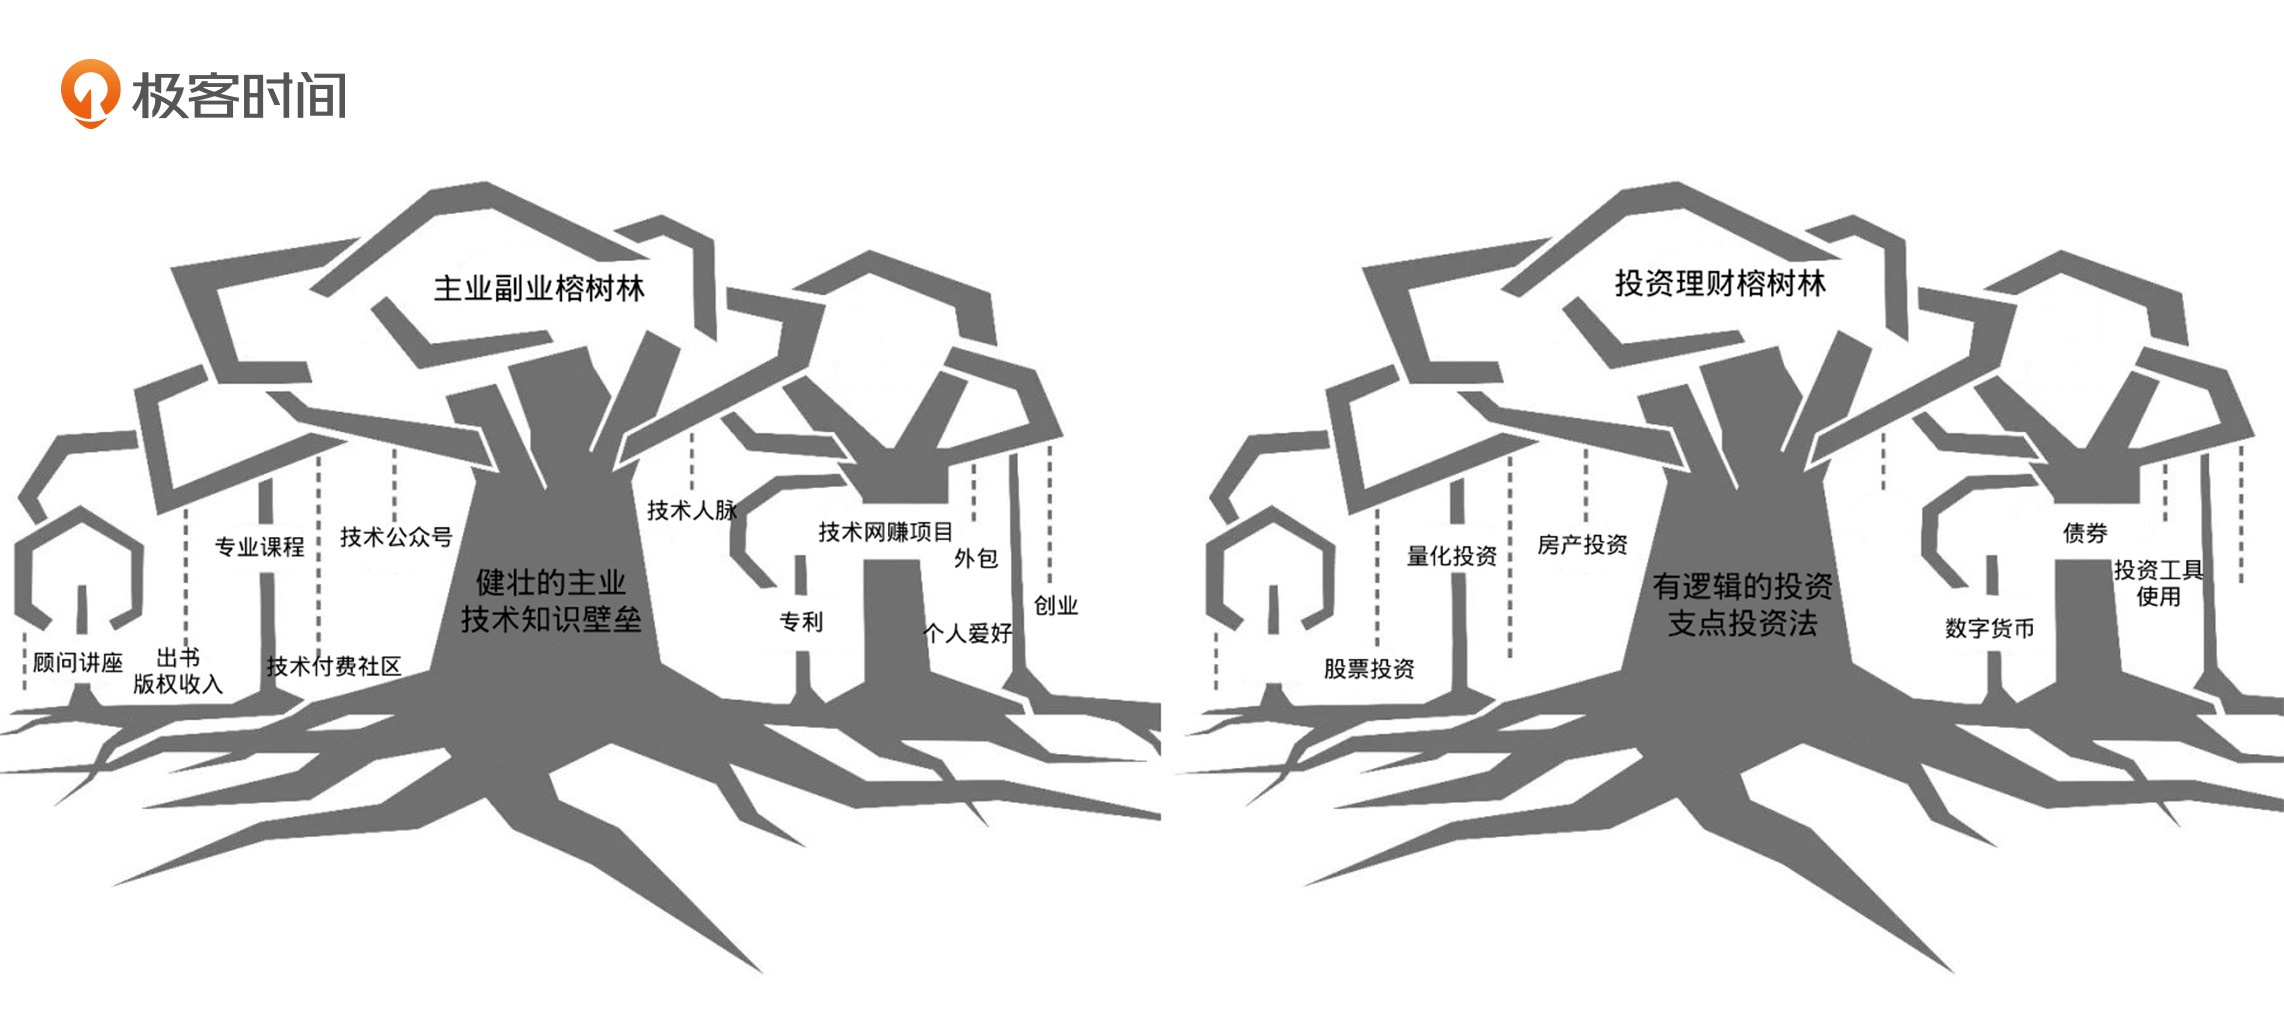 极客时间
主业副业榕树林
技术人脉
技术公众号
专业课程
技术网赚项目
外包
健壮的主业
技术知识壁垒
创业
专利
个人爱好
顾问讲座
出书
版权收入
技术付费社区
投资理财榕树林
债券
房产投资
量化投资
投资工具
使用
有逻辑的投资
支点投资法
数字货币
股票投资